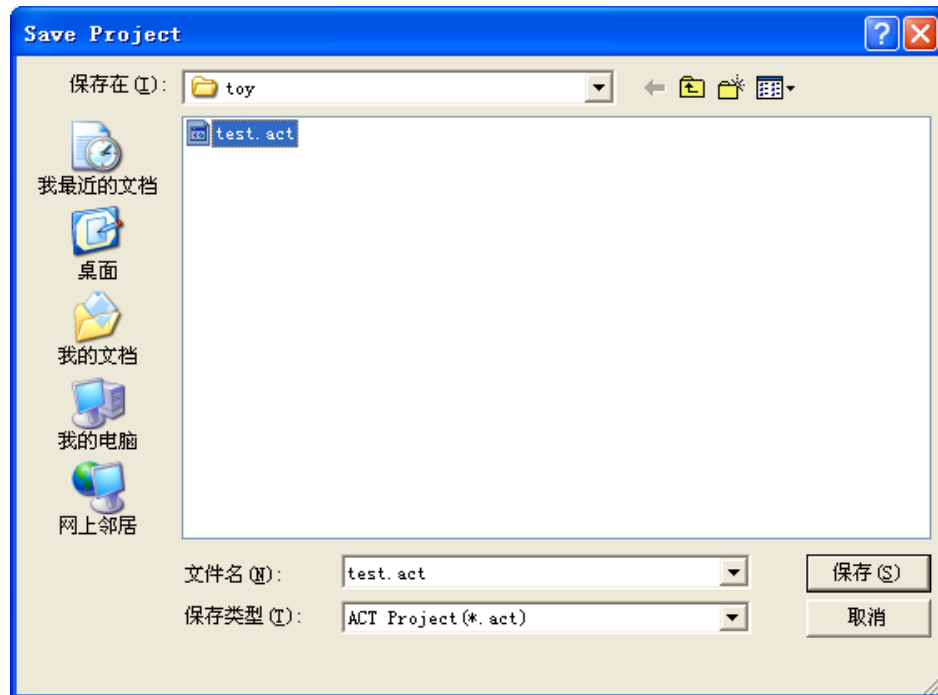 Save Project
保存在(I):
toy
test.act
我最近的文档
桌面
我的文档
我的电脑
网上邻居
文件名(N):
test.act
保存(S)
保存类型(T):
ACT Project(*.act)
取消